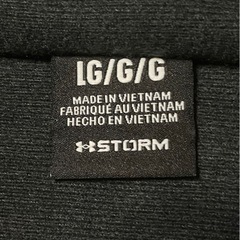 LG/G/G
MADE IN VIETNAM
FABRIQUÉ AU VIETNAM
HECHO EN VIETNAM
STORM